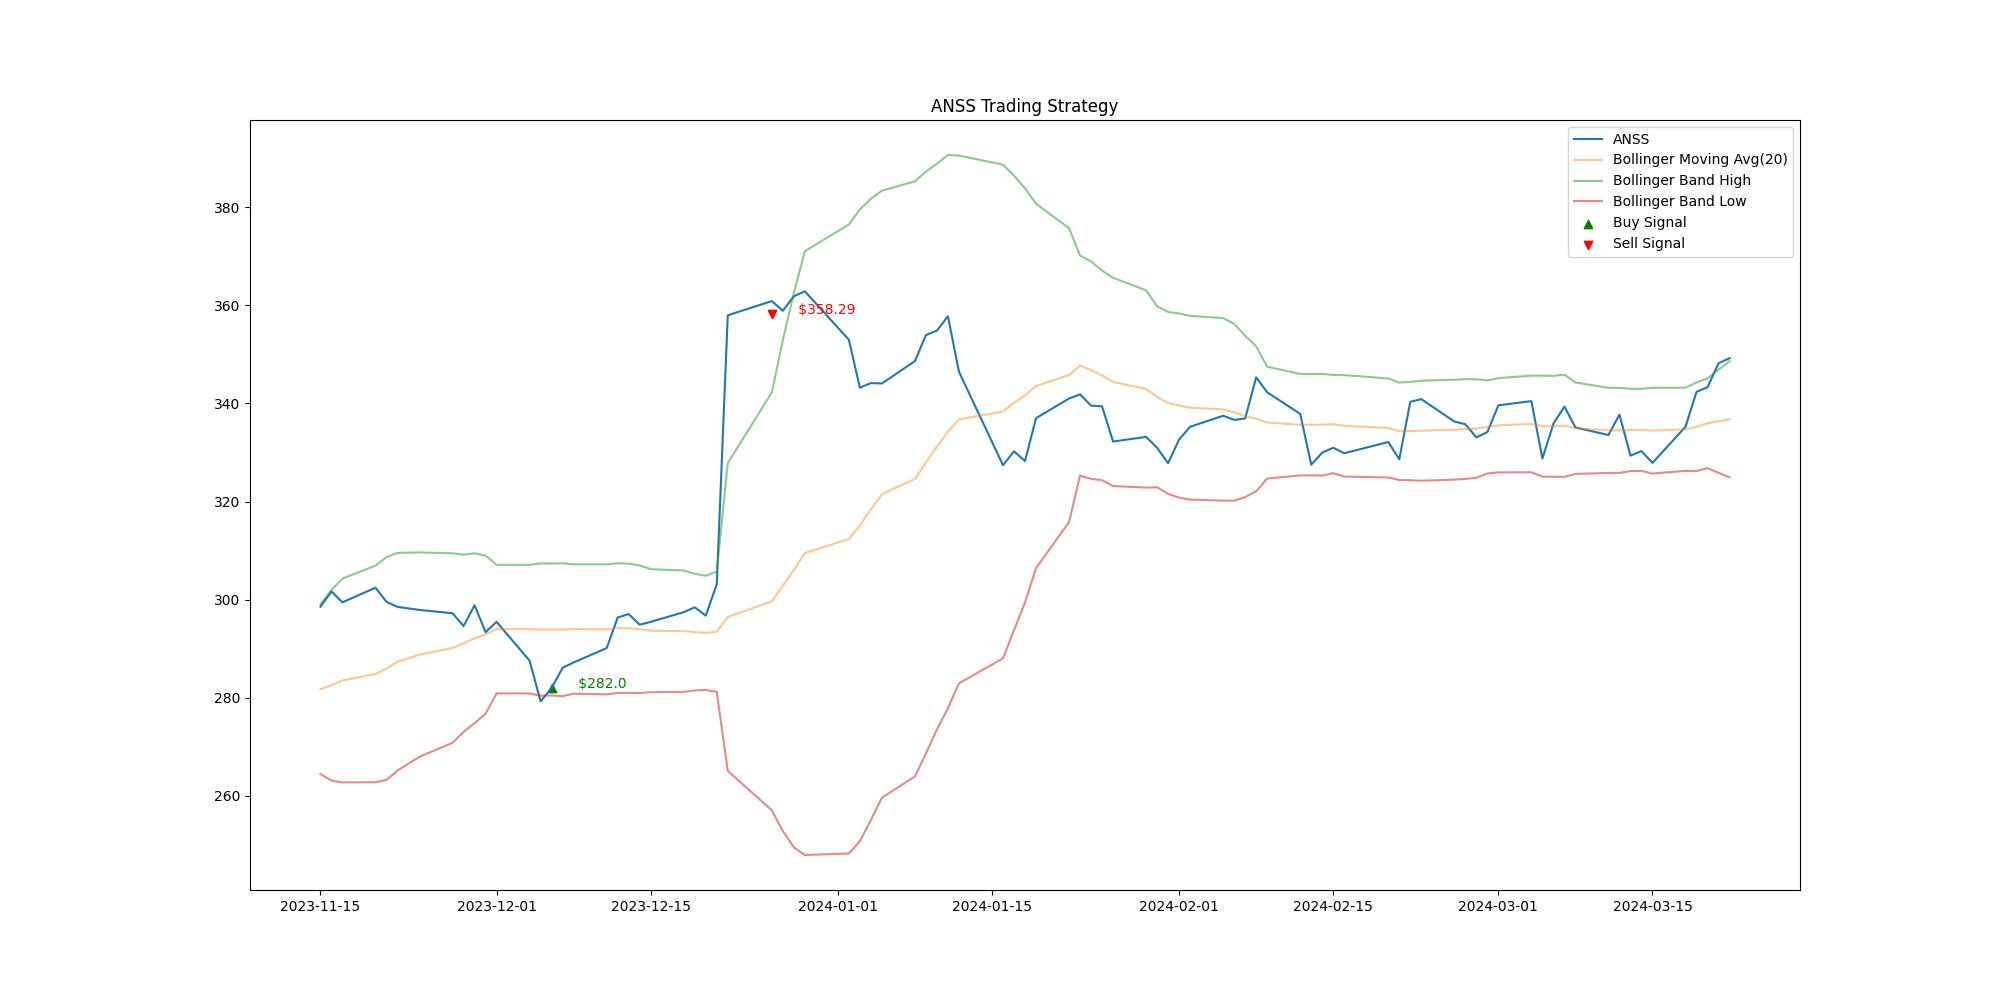 ANSS Trading Strategy
ANSS
Bollinger Moving Avg(20)
Bollinger Band High
Bollinger Band Low
Buy Signal
Sell Signal
380
360
340
320
300
280
260
$358.29
$282.0
2023-11-15
2023-12-01
2023-12-15
2024-01-01
2024-01-15
2024-02-01
2024-02-15
2024-03-01
2024-03-15